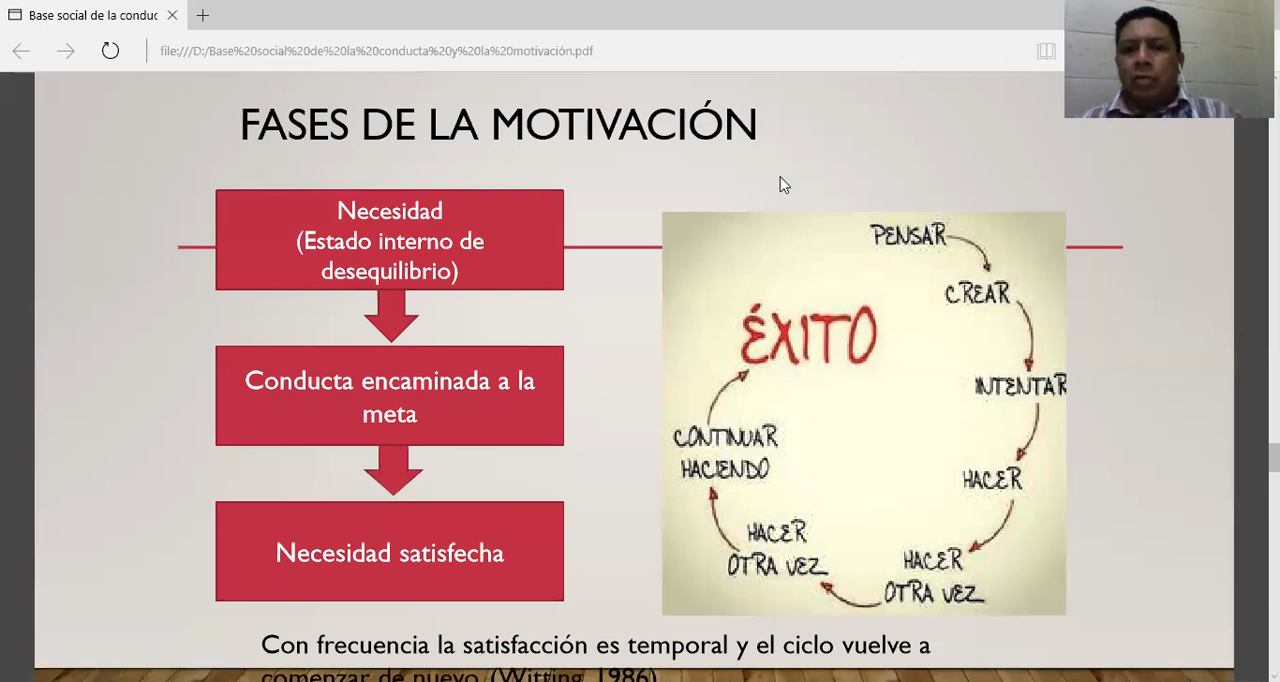 Base social de la conduc
file:///D:/Base%20social%20de%20la%20conducta%20y%20la%20motivación.pdf
FASES DE LA MOTIVACIÓN
Necesidad
(Estado interno de
desequilibrio)
Conducta encaminada a la
meta
Necesidad satisfecha
PENSAR
CREAR
INTENTAR
HACER
HACER
OTRA VEZ
HACER
OTRA VEZ
CONTINUAR
HACIENDO
ÉXITO
Con frecuencia la satisfacción es temporal y el ciclo vuelve a
comenzar de nuevo (Witting, 1986)